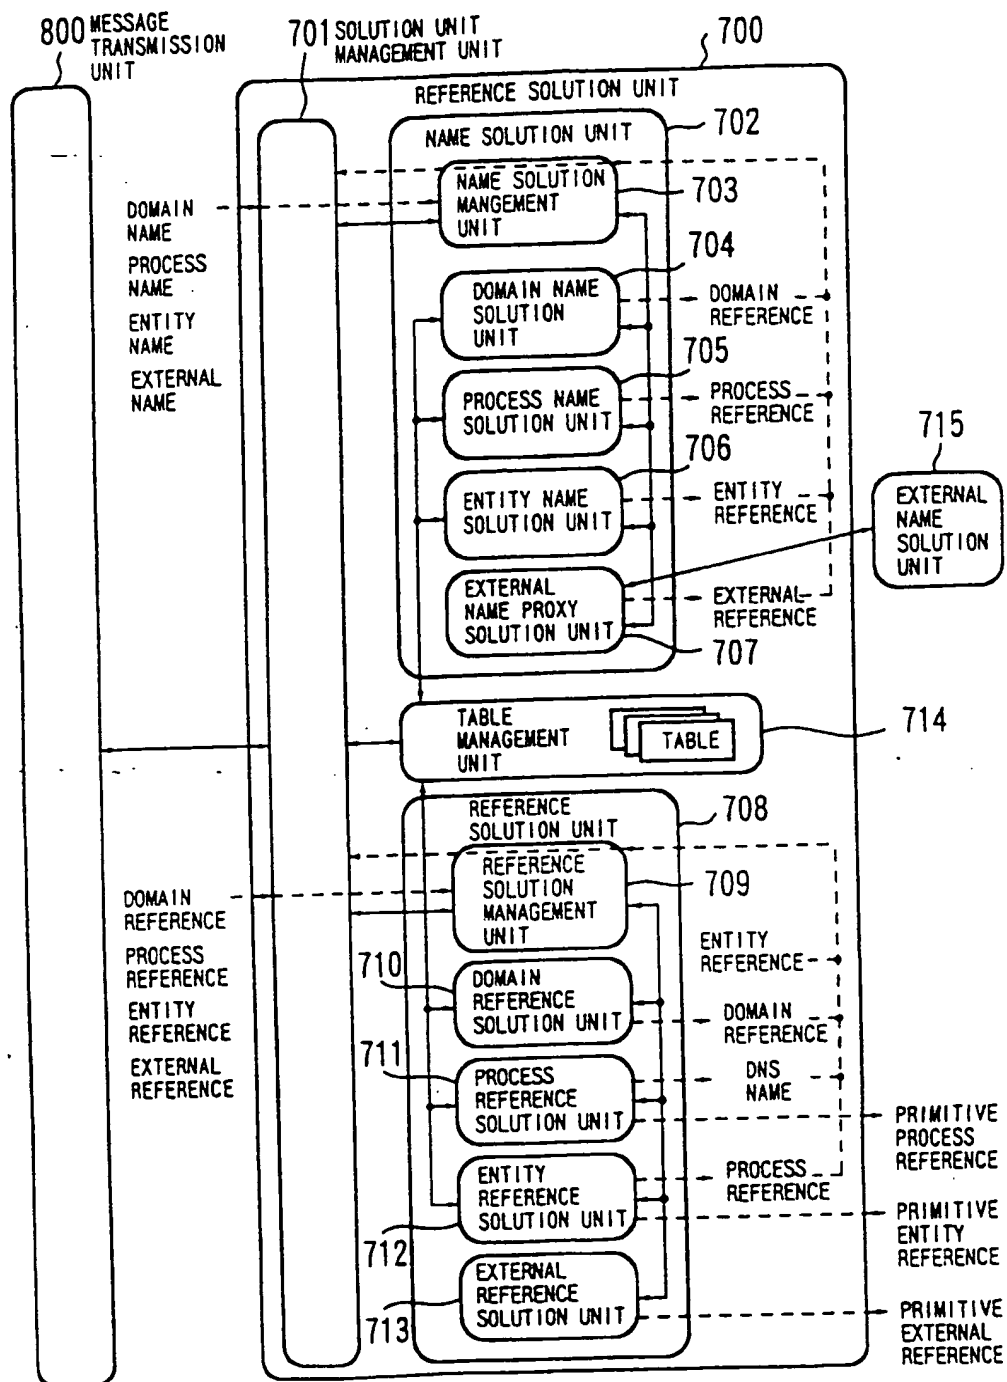 800 MESSAGE
TRANSMISSION
UNIT
701 SOLUTION UNIT
MANAGEMENT UNIT
700
REFERENCE SOLUTION UNIT
NAME SOLUTION UNIT
702
NAME SOLUTION
MANGEMENT
UNIT
703
DOMAIN
NAME
PROCESS
NAME
ENTITY
NAME
EXTERNAL
NAME
704
DOMAIN NAME
SOLUTION
UNIT
DOMAIN
REFERENCE
705
PROCESS NAME
SOLUTION UNIT
PROCESS
REFERENCE
706
ENTITY NAME
SOLUTION UNIT
ENTITY
REFERENCE
715
EXTERNAL
NAME
SOLUTION
UNIT
EXTERNAL
NAME PROXY
SOLUTION UNIT
EXTERNAL
REFERENCE
707
TABLE
MANAGEMENT
UNIT
TABLE
714
REFERENCE
SOLUTION UNIT
708
REFERENCE
SOLUTION
MANAGEMENT
UNIT
709
DOMAIN
REFERENCE
PROCESS
REFERENCE
ENTITY
REFERENCE
EXTERNAL
REFERENCE
ENTITY
REFERENCE
710
DOMAIN
REFERENCE
SOLUTION UNIT
DOMAIN
REFERENCE
711
PROCESS
REFERENCE
SOLUTION UNIT
DNS
NAME
PRIMITIVE
PROCESS
REFERENCE
ENTITY
REFERENCE
SOLUTION UNIT
PROCESS
REFERENCE
712
PRIMITIVE
ENTITY
REFERENCE
EXTERNAL
REFERENCE
SOLUTION UNIT
713
PRIMITIVE
EXTERNAL
REFERENCE